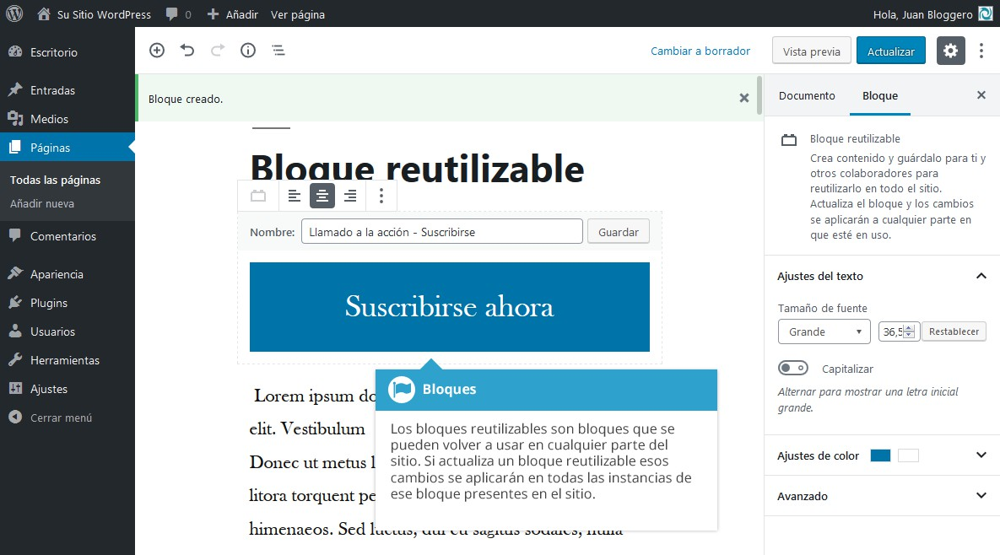 Su Sitio WordPress 0 Añadir Ver página Hola, Juan Bloggero
Escritorio
Entradas
Medios
Páginas
Todas las páginas
Añadir nueva
Comentarios
Apariencia
Plugins
Usuarios
Herramientas
Ajustes
Cerrar menú
Cambiar a borrador Vista previa Actualizar
Bloque creado.
Bloque reutilizable
Nombre: Llamado a la acción - Suscribirse Guardar
Suscribirse ahora
Lorem ipsum do
elit. Vestibulum
Donec ut metus l
litora torquent pe
himenaeos. Sed luctus, dui eu sagittis sodales, nulla
Bloques
Los bloques reutilizables son bloques que se
pueden volver a usar en cualquier parte del
sitio. Si actualiza un bloque reutilizable esos
cambios se aplicarán en todas las instancias de
ese bloque presentes en el sitio.
Documento Bloque
Bloque reutilizable
Crea contenido y guárdalo para ti y
otros colaboradores para
reutilizarlo en todo el sitio.
Actualiza el bloque y los cambios
se aplicarán a cualquier parte en
que esté en uso.
Ajustes del texto
Tamaño de fuente
Grande 36,5 Restablecer
Capitalizar
Alternar para mostrar una letra inicial
grande.
Ajustes de color
Avanzado